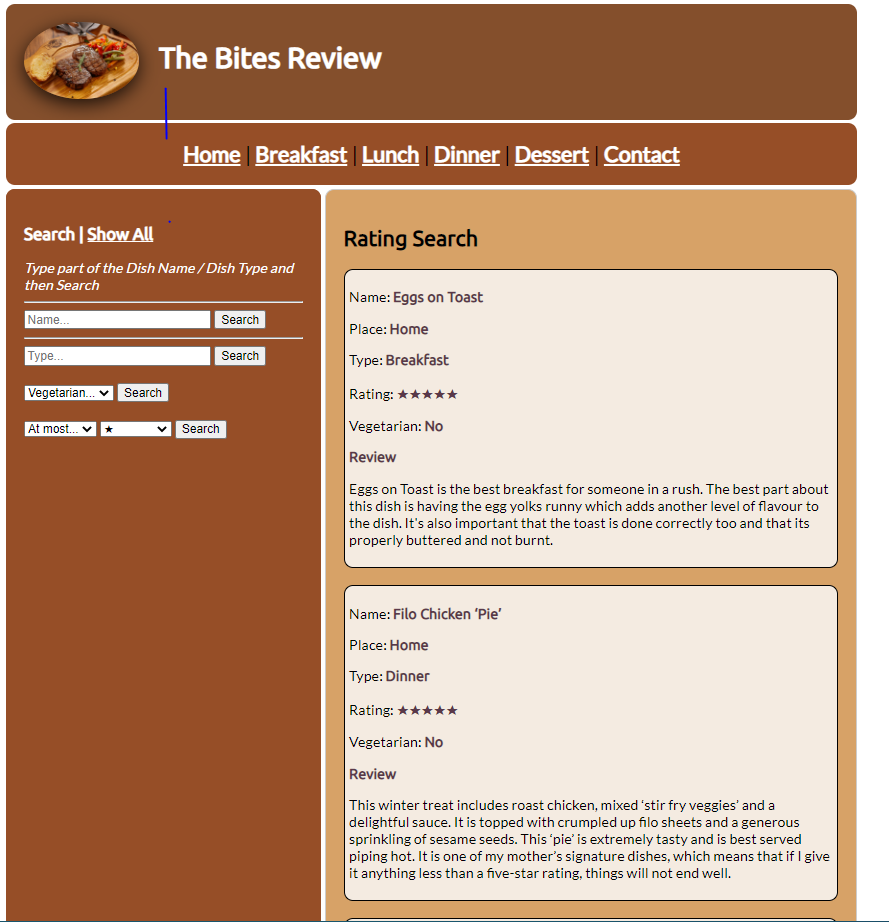 The Bites Review
Home | Breakfast | Lunch | Dinner | Dessert | Contact
Search | Show All
Type part of the Dish Name / Dish Type and
then Search
Name... Search
Type... Search
Vegetarian... Search
At most... ★ Search
Rating Search
Name: Eggs on Toast
Place: Home
Type: Breakfast
Rating: ★★★★★
Vegetarian: No
Review
Eggs on Toast is the best breakfast for someone in a rush. The best part about
this dish is having the egg yolks runny which adds another level of flavour to
the dish. It's also important that the toast is done correctly too and that its
properly buttered and not burnt.
Name: Filo Chicken ‘Pie’
Place: Home
Type: Dinner
Rating: ★★★★★
Vegetarian: No
Review
This winter treat includes roast chicken, mixed ‘stir fry veggies’ and a
delightful sauce. It is topped with crumpled up filo sheets and a generous
sprinkling of sesame seeds. This ‘pie’ is extremely tasty and is best served
piping hot. It is one of my mother’s signature dishes, which means that if I give
it anything less than a five-star rating, things will not end well.